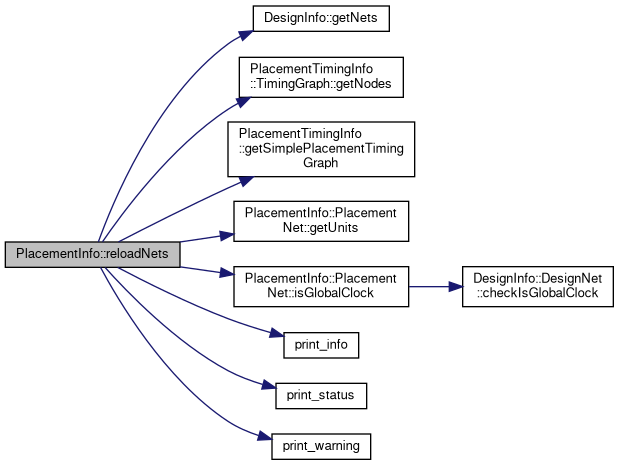 DesignInfo::getNets
PlacementTimingInfo
::TimingGraph::getNodes
PlacementTimingInfo
::getSimplePlacementTiming
Graph
PlacementInfo::Placement
Net::getUnits
PlacementInfo::reloadNets
PlacementInfo::Placement
Net::isGlobalClock
DesignInfo::DesignNet
::checkIsGlobalClock
print_info
print_status
print_warning